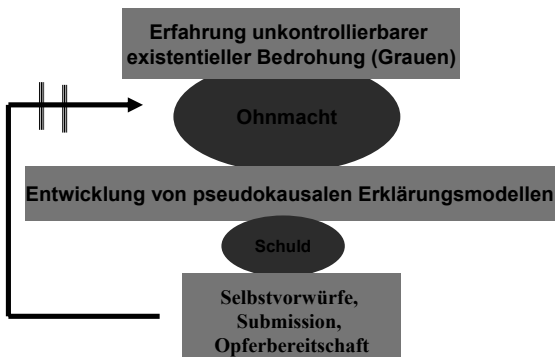 Erfahrung unkontrollierbarer
existentieller Bedrohung (Grauen)
Ohnmacht
Entwicklung von pseudokausalen Erklärungsmodellen
Schuld
Selbstvorwürfe,
Submission,
Opferbereitschaft